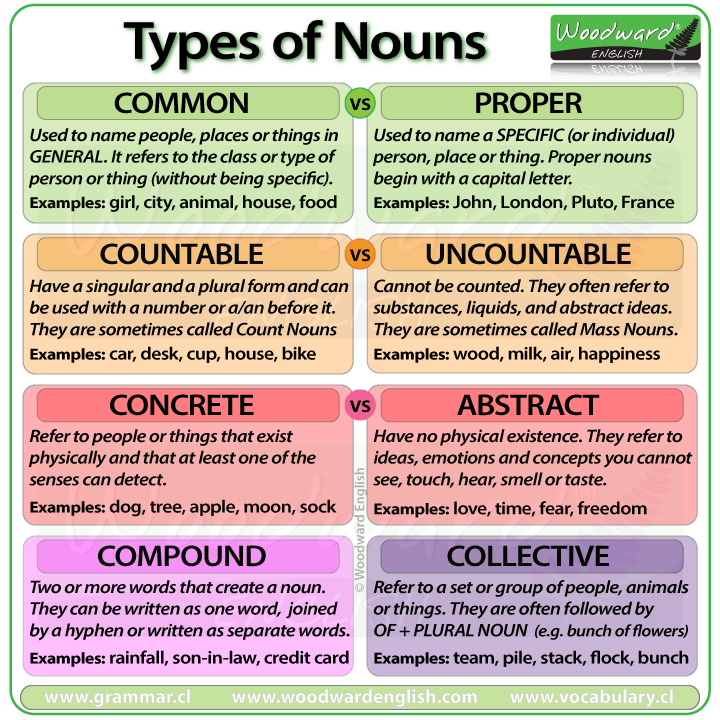 Types of Nouns
Woodward®
ENGLISH
COMMON
Used to name people, places or things in
GENERAL. It refers to the class or type of
person or thing (without being specific).
Examples: girl, city, animal, house, food
vs
PROPER
Used to name a SPECIFIC (or individual)
person, place or thing. Proper nouns
begin with a capital letter.
Examples: John, London, Pluto, France
COUNTABLE
Have a singular and a plural form and can
be used with a number or a/an before it.
They are sometimes called Count Nouns
Examples: car, desk, cup, house, bike
vs
UNCOUNTABLE
Cannot be counted. They often refer to
substances, liquids, and abstract ideas.
They are sometimes called Mass Nouns.
Examples: wood, milk, air, happiness
CONCRETE
Refer to people or things that exist
physically and that at least one of the
senses can detect.
Examples: dog, tree, apple, moon, sock
vs
ABSTRACT
Have no physical existence. They refer to
ideas, emotions and concepts you cannot
see, touch, hear, smell or taste.
Examples: love, time, fear, freedom
© Woodward English
COMPOUND
Two or more words that create a noun.
They can be written as one word, joined
by a hyphen or written as separate words.
Examples: rainfall, son-in-law, credit card
COLLECTIVE
Refer to a set or group of people, animals
or things. They are often followed by
OF + PLURAL NOUN (e.g. bunch of flowers)
Examples: team, pile, stack, flock, bunch
www.grammar.cl www.woodwardenglish.com www.vocabulary.cl